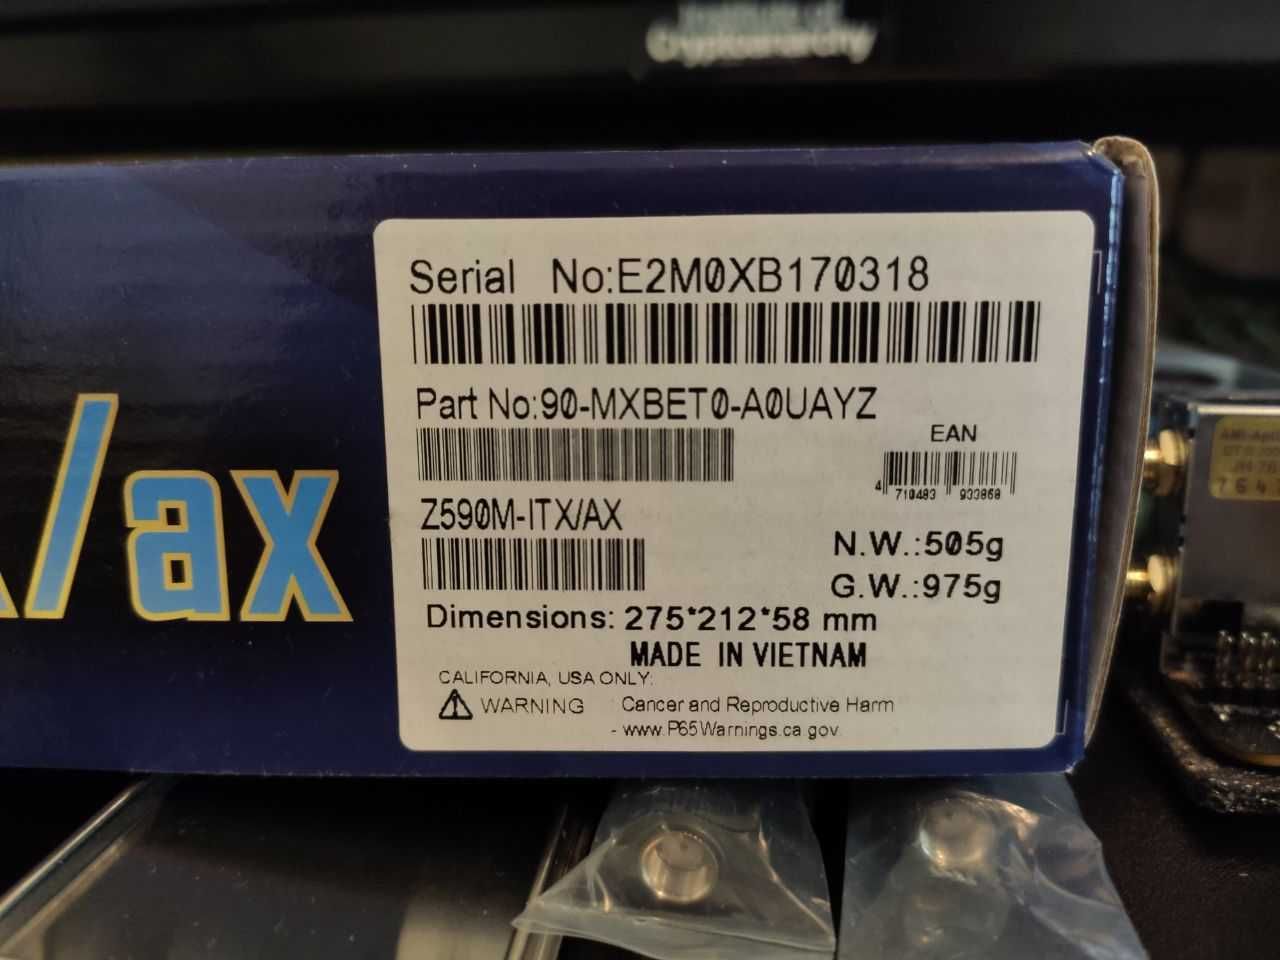 Institute of
Cryptoanarchy
Serial No:E2M0XB170318
Part No:90-MXBET0-A0UAYZ
EAN
4 710483 933868
Z590M-ITX/AX
N.W.:505g
G.W.:975g
Dimensions: 275*212*58 mm
MADE IN VIETNAM
CALIFORNIA, USA ONLY:
WARNING Cancer and Reproductive Harm
- www.P65Warnings.ca.gov.
/ax